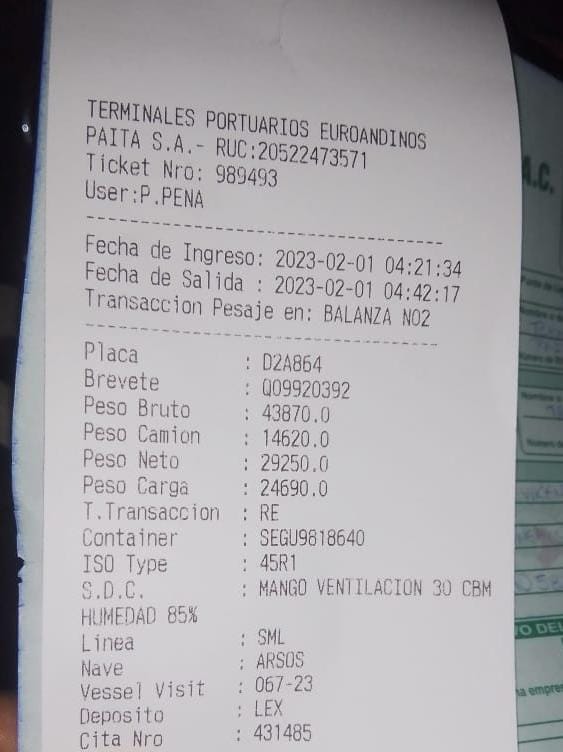 TERMINALES PORTUARIOS EUROANDINOS
PAITA S.A.- RUC:20522473571
Ticket Nro: 989493
User:P.PENA
Fecha de Ingreso: 2023-02-01 04:21:34
Fecha de Salida : 2023-02-01 04:42:17
Transaccion Pesaje en: BALANZA NO2
Placa : D2A864
Brevete : Q09920392
Peso Bruto : 43870.0
Peso Camion : 14620.0
Peso Neto : 29250.0
Peso Carga : 24690.0
T.Transaccion : RE
Container : SEGU9818640
ISO Type : 45R1
S.D.C. : MANGO VENTILACION 30 CBM
HUMEDAD 85%
Linea : SML
Nave : ARSOS
Vessel Visit : 067-23
Deposito : LEX
Cita Nro : 431485
A.C.